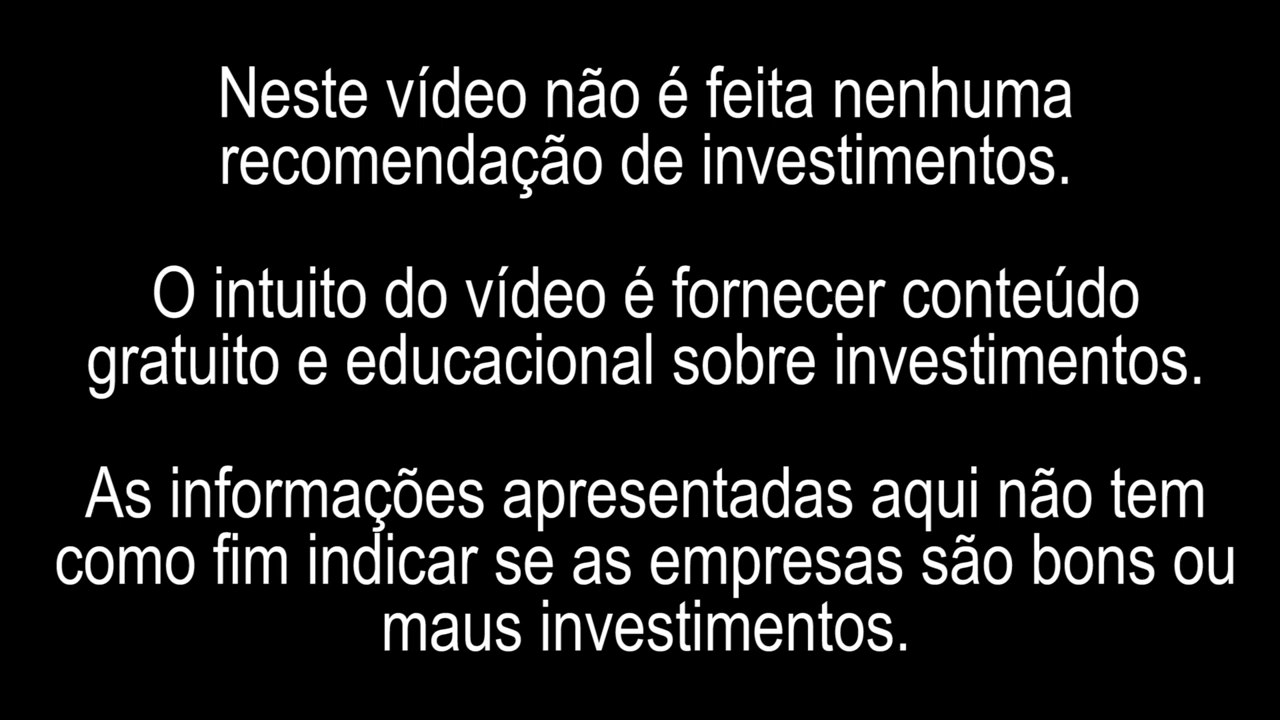 Neste vídeo não é feita nenhuma
recomendação de investimentos.
O intuito do vídeo é fornecer conteúdo
gratuito e educacional sobre investimentos.
As informações apresentadas aqui não tem
como fim indicar se as empresas são bons ou
maus investimentos.